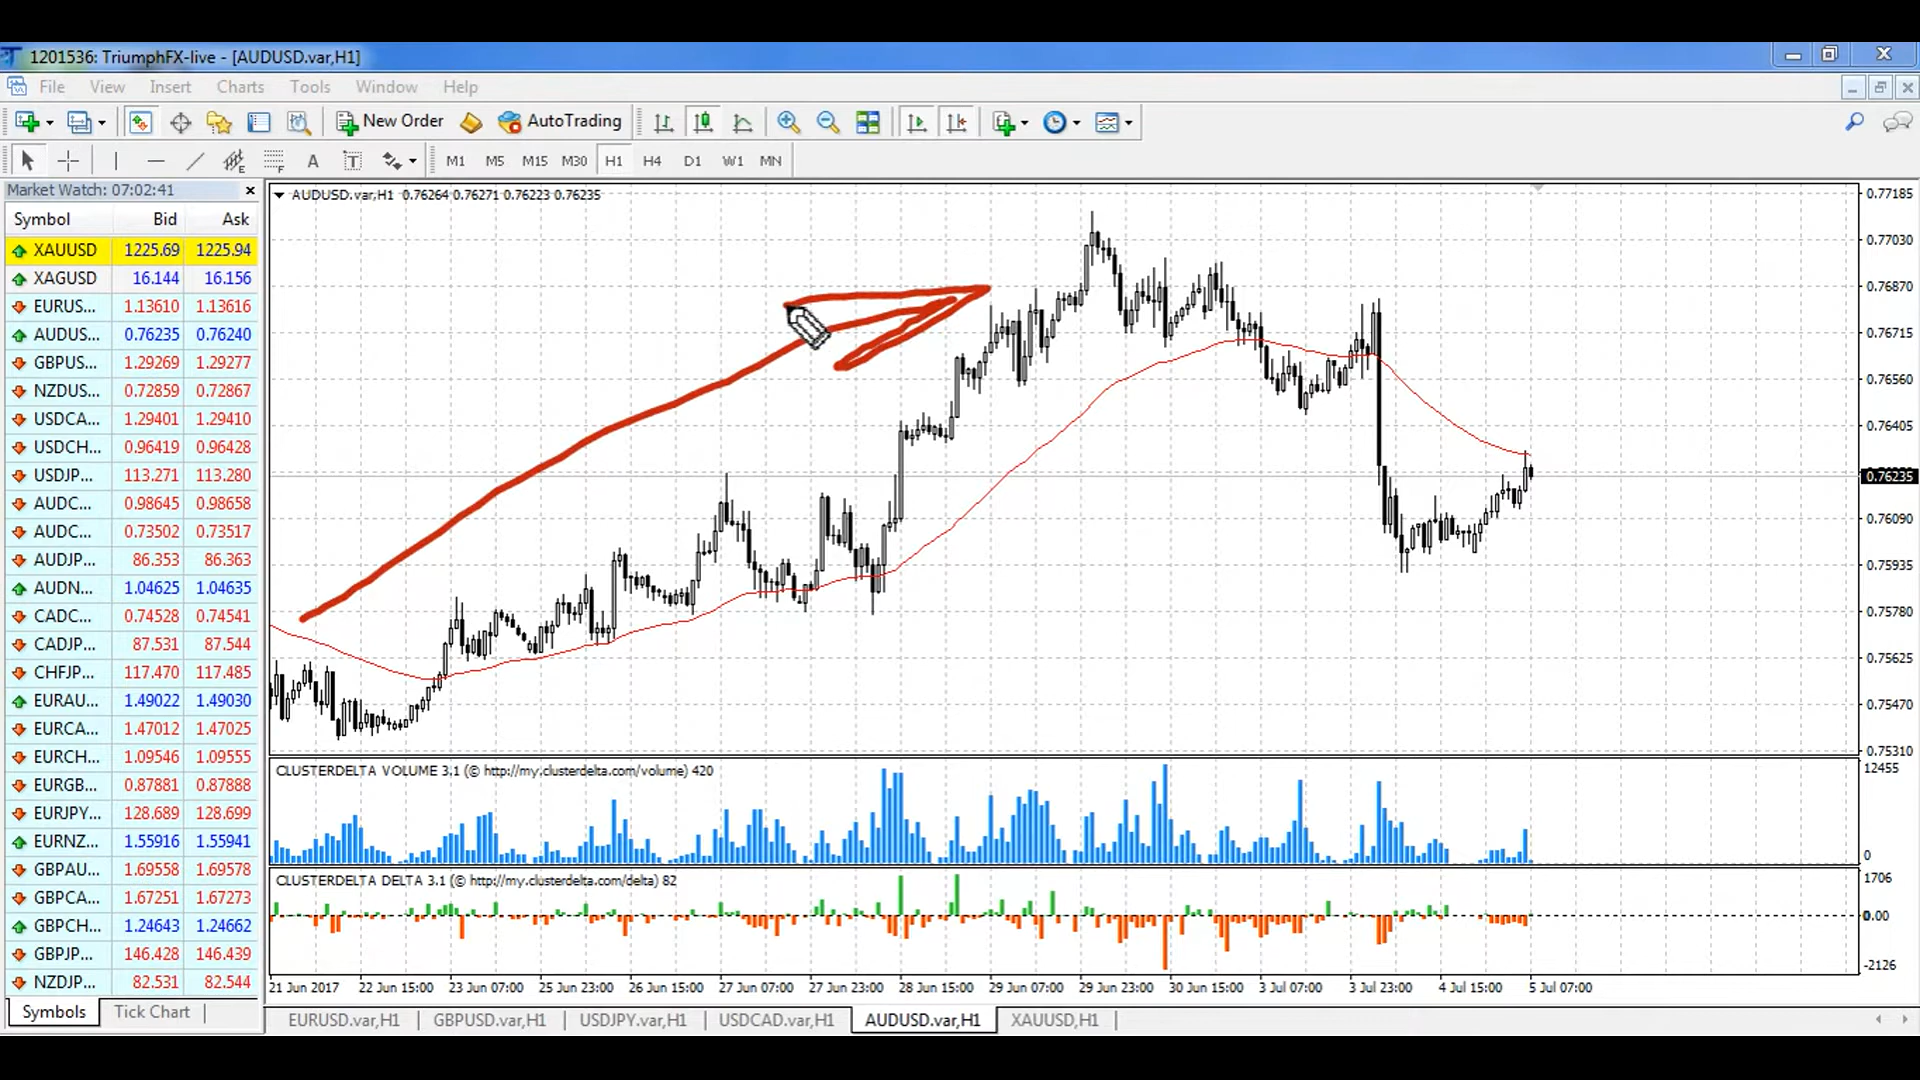 1201536: TriumphFX-live - [AUDUSD.var,H1]
File View Insert Charts Tools Window Help
New Order AutoTrading
A T M1 M5 M15 M30 H1 H4 D1 W1 MN
Market Watch: 07:02:41
Symbol Bid Ask
XAUUSD 1225.69 1225.94
XAGUSD 16.144 16.156
EURUS... 1.13610 1.13616
AUDUS... 0.76235 0.76240
GBPUS... 1.29269 1.29277
NZDUS... 0.72859 0.72867
USDCA... 1.29401 1.29410
USDCH... 0.96419 0.96428
USDJP... 113.271 113.280
AUDC... 0.98645 0.98658
AUDC... 0.73502 0.73517
AUDJP... 86.353 86.363
AUDN... 1.04625 1.04635
CADC... 0.74528 0.74541
CADJP... 87.531 87.544
CHFJP... 117.470 117.485
EURAU... 1.49022 1.49030
EURCA... 1.47012 1.47025
EURCH... 1.09546 1.09555
EURGB... 0.87881 0.87888
EURJPY... 128.689 128.699
EURNZ... 1.55916 1.55941
GBPAU... 1.69558 1.69578
GBPCA... 1.67251 1.67273
GBPCH... 1.24643 1.24662
GBPJP... 146.428 146.439
NZDJP... 82.531 82.544
Symbols Tick Chart
AUDUSD.var,H1 0.76264 0.76271 0.76223 0.76235
0.77185
0.77030
0.76870
0.76715
0.76560
0.76405
0.76235
0.76090
0.75935
0.75780
0.75625
0.75470
0.75310
CLUSTERDELTA VOLUME 3.1 (© http://my.clusterdelta.com/volume) 420
12455
0
CLUSTERDELTA DELTA 3.1 (© http://my.clusterdelta.com/delta) 82
1706
0.00
-2126
21 Jun 2017 22 Jun 15:00 23 Jun 07:00 25 Jun 23:00 26 Jun 15:00 27 Jun 07:00 27 Jun 23:00 28 Jun 15:00 29 Jun 07:00 29 Jun 23:00 30 Jun 15:00 3 Jul 07:00 3 Jul 23:00 4 Jul 15:00 5 Jul 07:00
EURUSD.var,H1 GBPUSD.var,H1 USDJPY.var,H1 USDCAD.var,H1 AUDUSD.var,H1 XAUUSD,H1